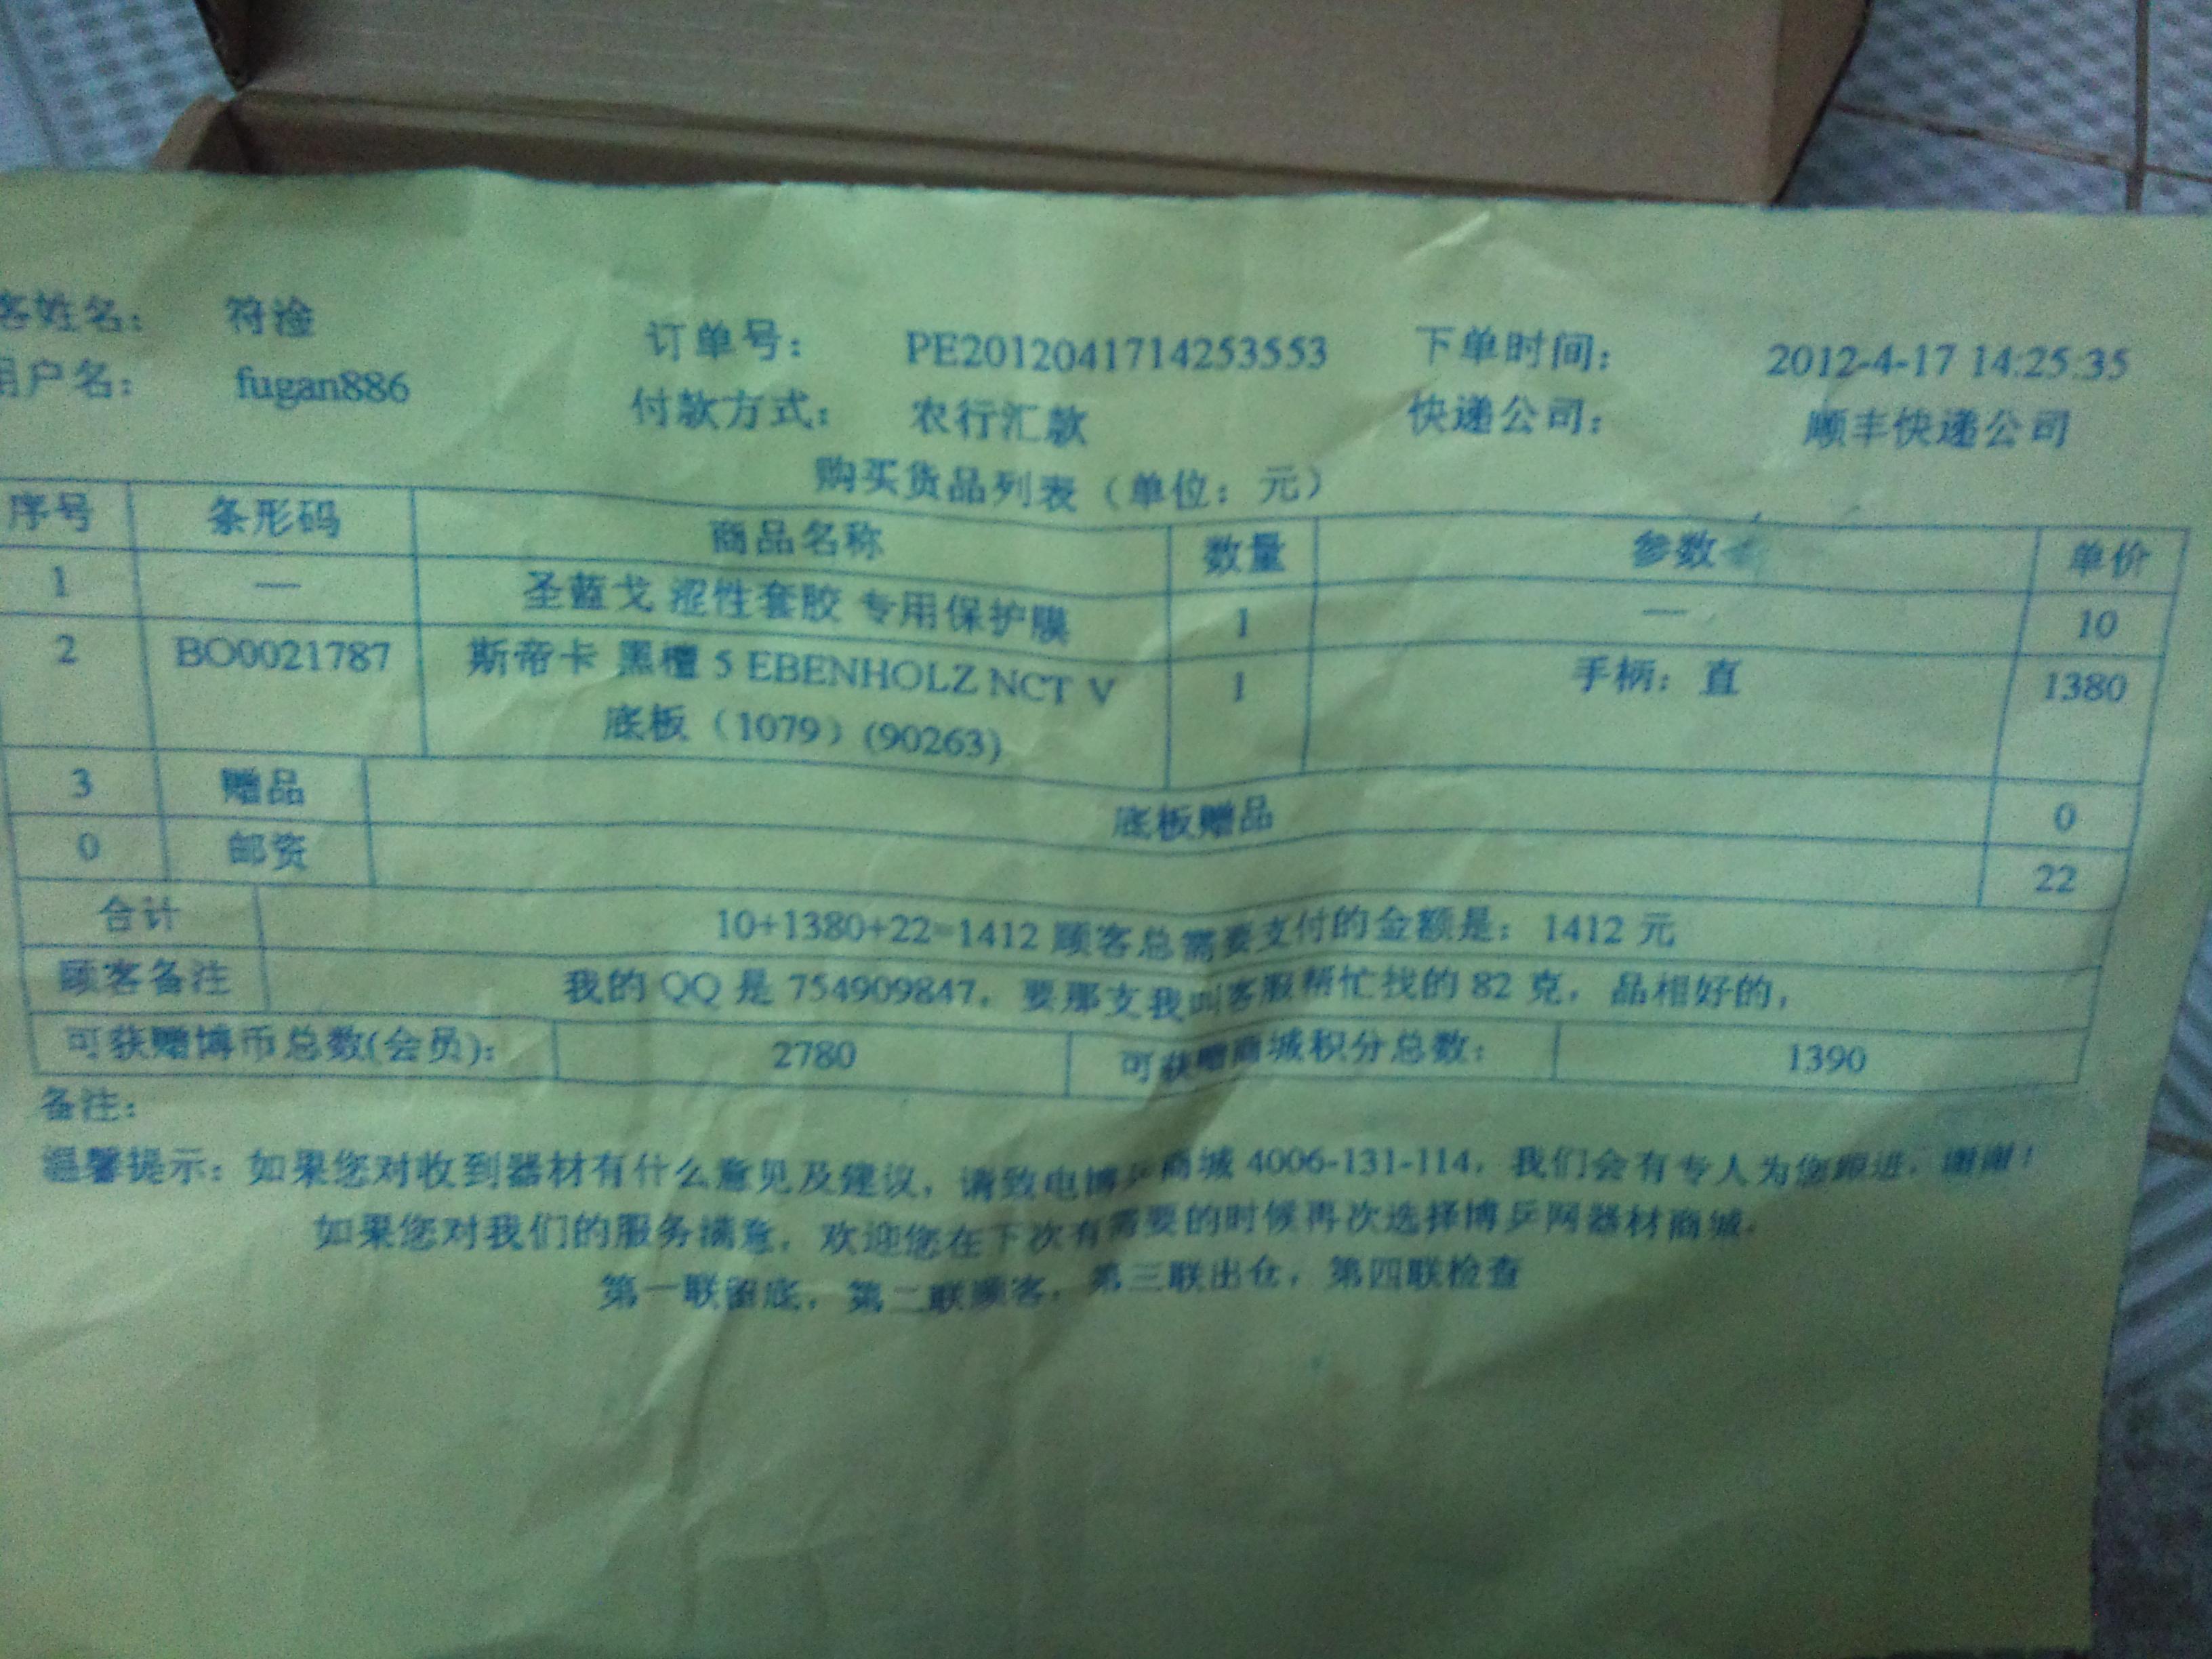 客姓名： 符淦
订单号： PE2012041714253553 下单时间： 2012-4-17 14:25:35
用户名： fugan886
付款方式： 农行汇款 快递公司： 顺丰快递公司
购买货品列表（单位：元）
序号 条形码 商品名称 数量 参数 单价
1 — 圣蓝戈 涩性套胶 专用保护膜 1 — 10
2 BO0021787 斯帝卡 黑檀 5 EBENHOLZ NCT V 1 手柄：直 1380
底板（1079）(90263)
3 赠品 底板赠品 0
0 邮资 22
合计 10+1380+22=1412 顾客总需要支付的金额是：1412 元
顾客备注 我的 QQ 是 754909847。要那支我叫客服帮忙找的 82 克，品相好的，
可获赠博币总数(会员)： 2780 可获赠商城积分总数： 1390
备注：
温馨提示：如果您对收到器材有什么意见及建议，请致电博乒商城 4006-131-114，我们会有专人为您跟进，谢谢！
如果您对我们的服务满意，欢迎您在下次有需要的时候再次选择博乒网器材商城。
第一联留底，第二联顾客，第三联出仓，第四联检查